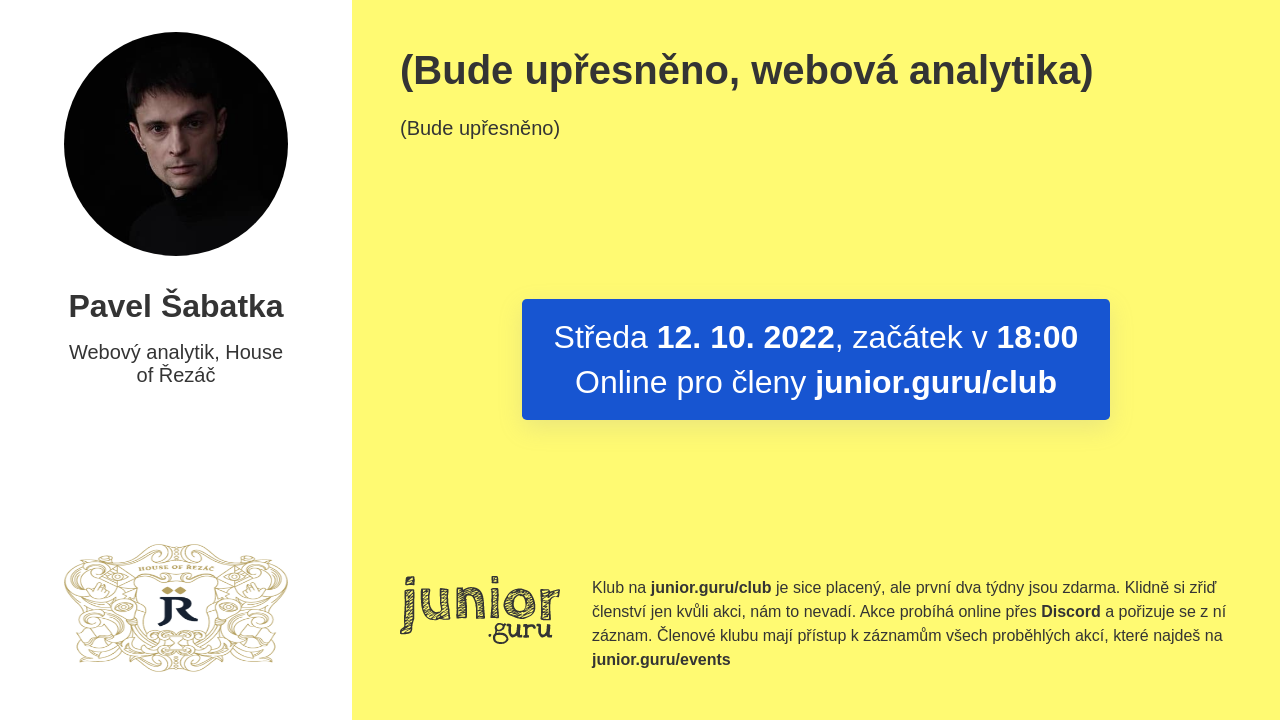 (Bude upřesněno, webová analytika)
(Bude upřesněno)
Pavel Šabatka
Webový analytik, House
of Řezáč
Středa 12. 10. 2022, začátek v 18:00
Online pro členy junior.guru/club
HOUSE OF ŘEZÁČ
JR
junior
.guru
Klub na junior.guru/club je sice placený, ale první dva týdny jsou zdarma. Klidně si zřiď
členství jen kvůli akci, nám to nevadí. Akce probíhá online přes Discord a pořizuje se z ní
záznam. Členové klubu mají přístup k záznamům všech proběhlých akcí, které najdeš na
junior.guru/events